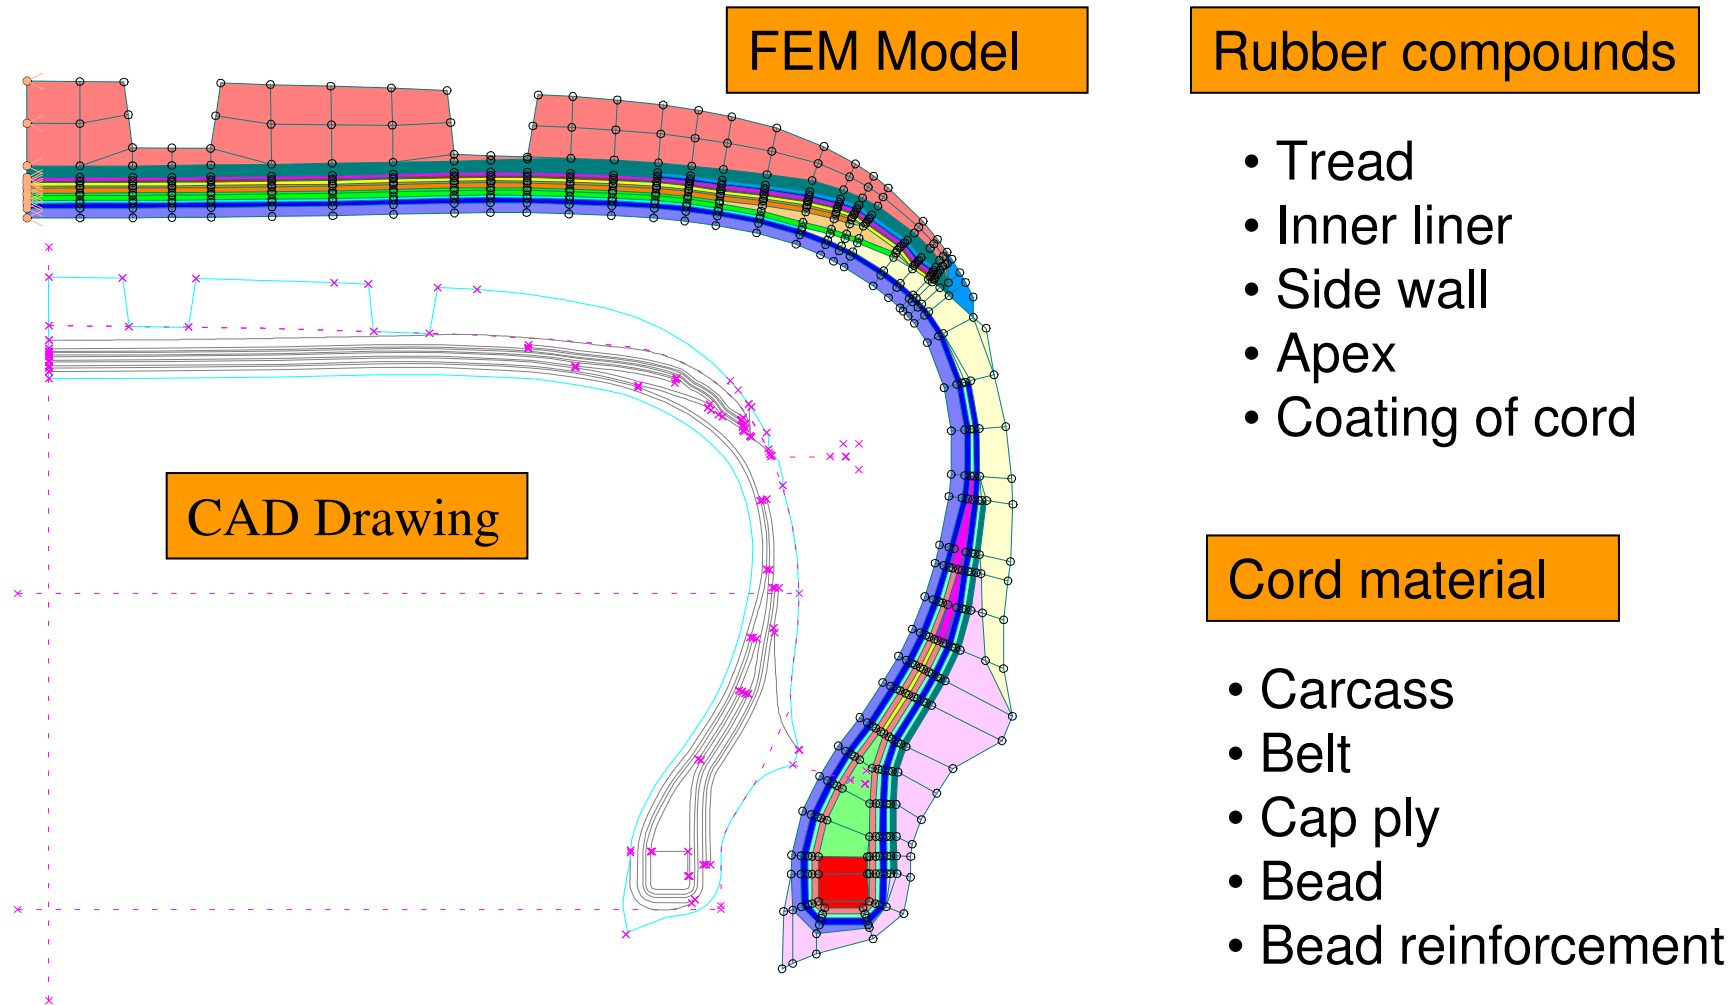 FEM Model
Rubber compounds
• Tread
• Inner liner
• Side wall
• Apex
• Coating of cord
CAD Drawing
Cord material
• Carcass
• Belt
• Cap ply
• Bead
• Bead reinforcement